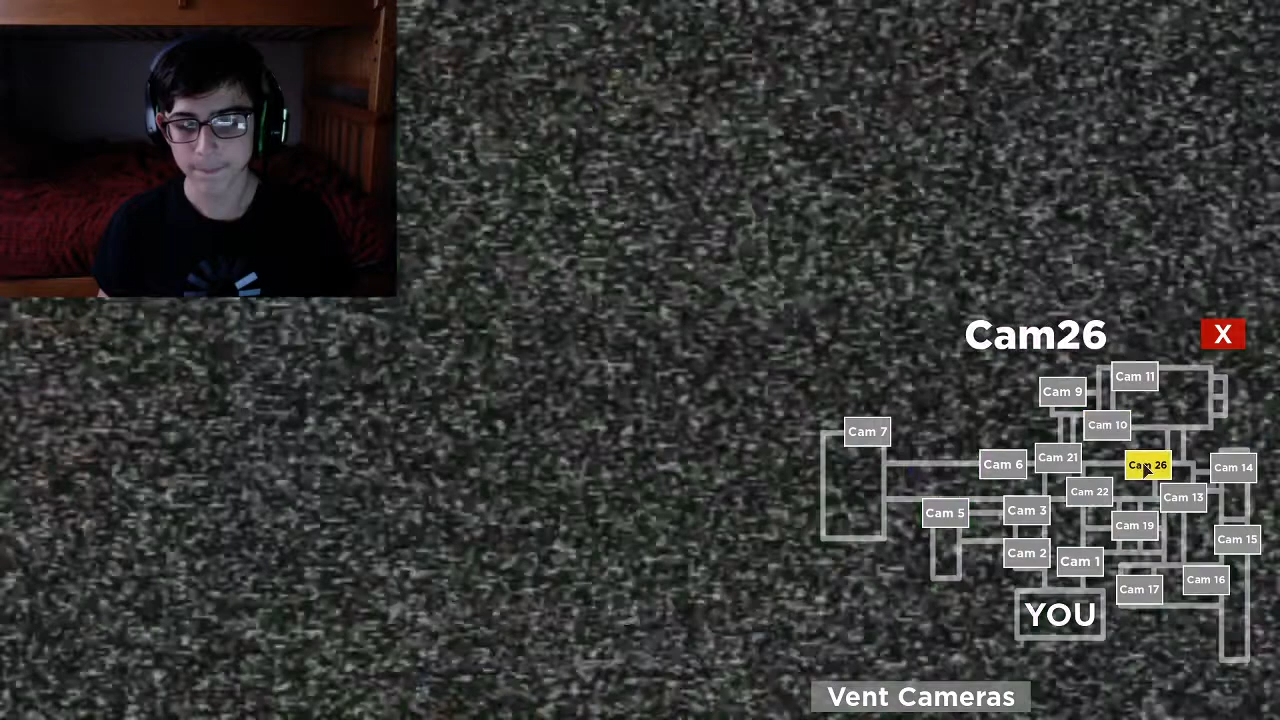 Cam26
X
Cam 11
Cam 9
Cam 10
Cam 7
Cam 21
Cam 6
Cam 26
Cam 14
Cam 22
Cam 13
Cam 5
Cam 3
Cam 19
Cam 15
Cam 2
Cam 1
Cam 16
Cam 17
YOU
Vent Cameras